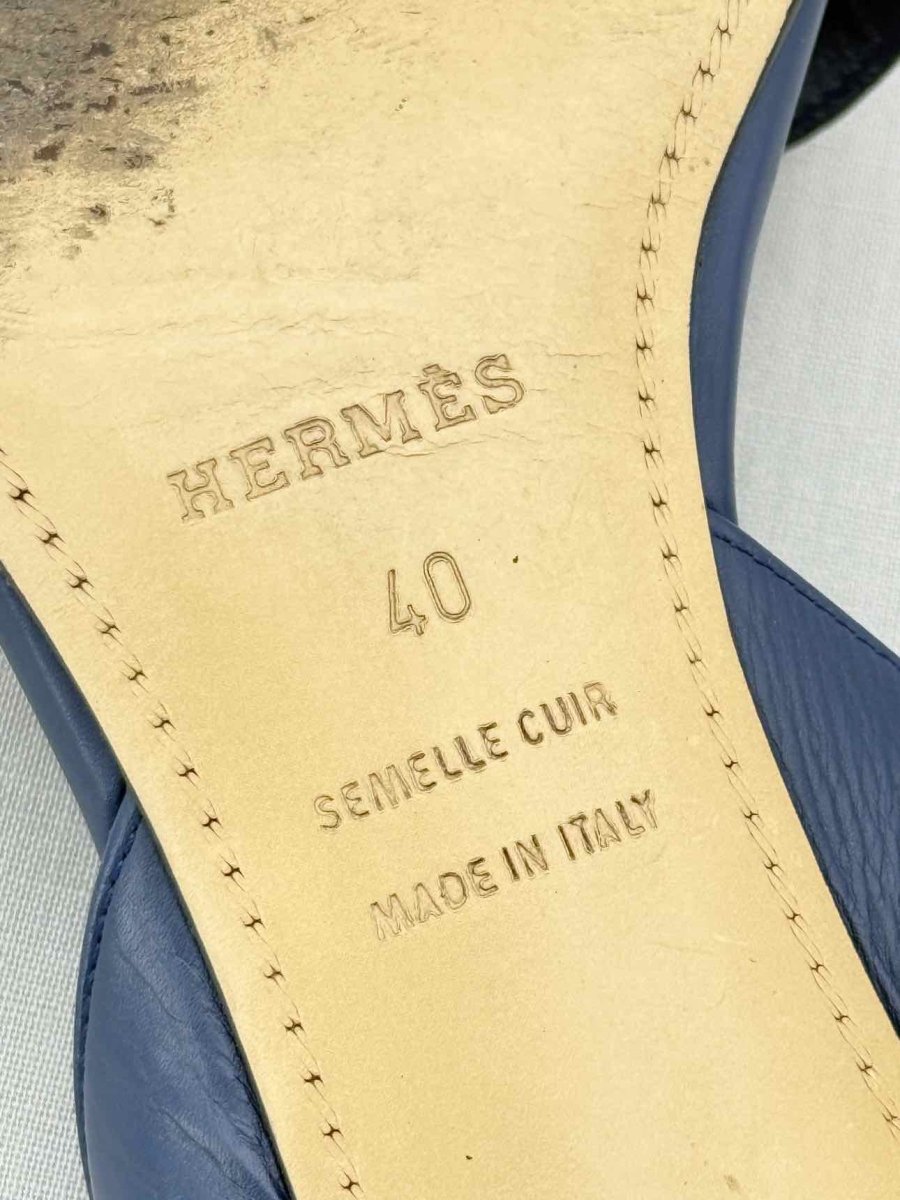 HERMÈS
40
SEMELLE CUIR
MADE IN ITALY